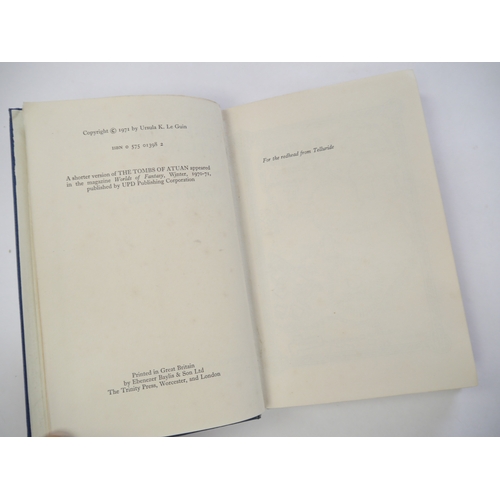 Copyright © 1971 by Ursula K. Le Guin
ISBN 0 575 01398 2
A shorter version of THE TOMBS OF ATUAN appeared
in the magazine Worlds of Fantasy, Winter, 1970-71,
published by UPD Publishing Corporation
Printed in Great Britain
by Ebenezer Baylis & Son Ltd
The Trinity Press, Worcester, and London
For the redhead from Telluride